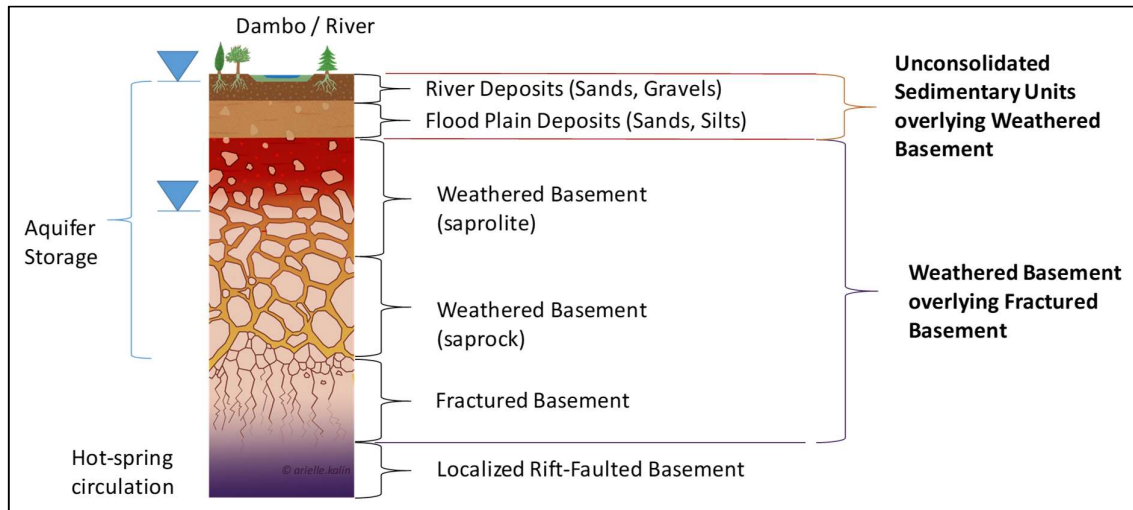 Dambo / River
River Deposits (Sands, Gravels)
Flood Plain Deposits (Sands, Silts)
Unconsolidated
Sedimentary Units
overlying Weathered
Basement
Aquifer
Storage
Weathered Basement
(saprolite)
Weathered Basement
(saprock)
Weathered Basement
overlying Fractured
Basement
Fractured Basement
Hot-spring
circulation
Localized Rift-Faulted Basement
© arielle.kalin